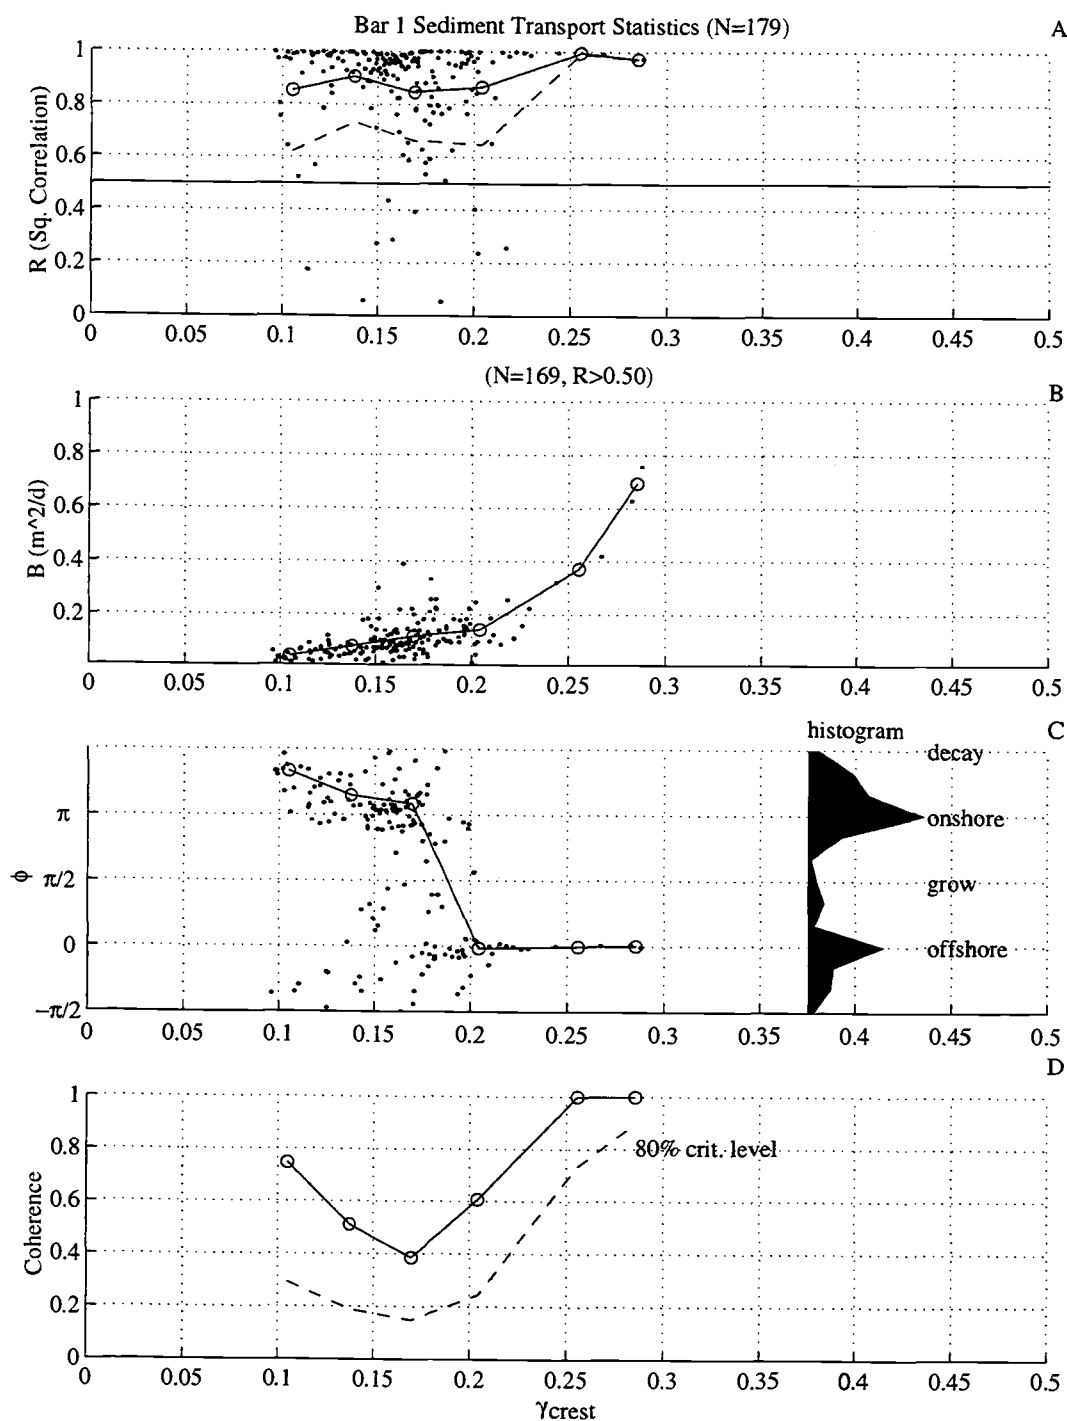 Bar 1 Sediment Transport Statistics (N=179)
A
R (Sq. Correlation)
1
0.8
0.6
0.4
0.2
0
0 0.05 0.1 0.15 0.2 0.25 0.3 0.35 0.4 0.45 0.5
(N=169, R>0.50)
B
B (m^2/d)
1
0.8
0.6
0.4
0.2
0 0.05 0.1 0.15 0.2 0.25 0.3 0.35 0.4 0.45 0.5
histogram
C
decay
π
onshore
ϕ
π/2
grow
0
offshore
−π/2
0 0.05 0.1 0.15 0.2 0.25 0.3 0.35 0.4 0.45 0.5
D
Coherence
1
0.8
80% crit. level
0.6
0.4
0.2
0
0 0.05 0.1 0.15 0.2 0.25 0.3 0.35 0.4 0.45 0.5
γcrest